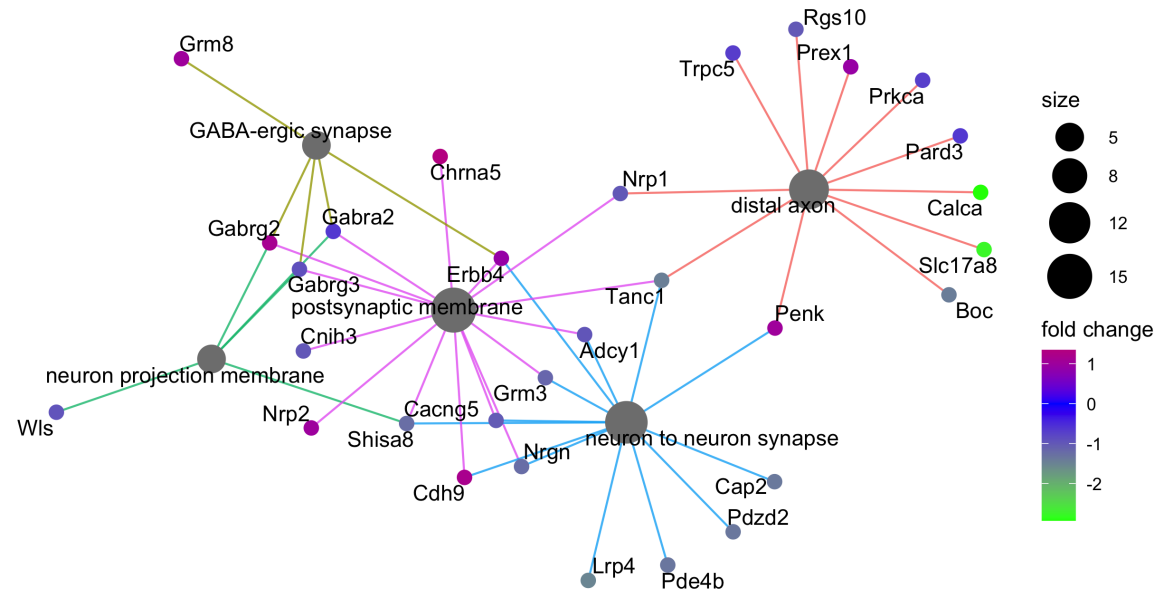 Rgs10
Grm8
Prex1
Trpc5
Prkca
size
GABA-ergic synapse
5
Pard3
Chrna5
Nrp1
8
distal axon
Calca
Gabrg2
Gabra2
12
Slc17a8
Erbb4
15
Gabrg3
Tanc1
postsynaptic membrane
Boc
Penk
fold change
Cnih3
Adcy1
1
neuron projection membrane
Grm3
0
Nrp2
Cacng5
Wls
Shisa8
neuron to neuron synapse
-1
Nrgn
Cdh9
Cap2
-2
Pdzd2
Lrp4
Pde4b